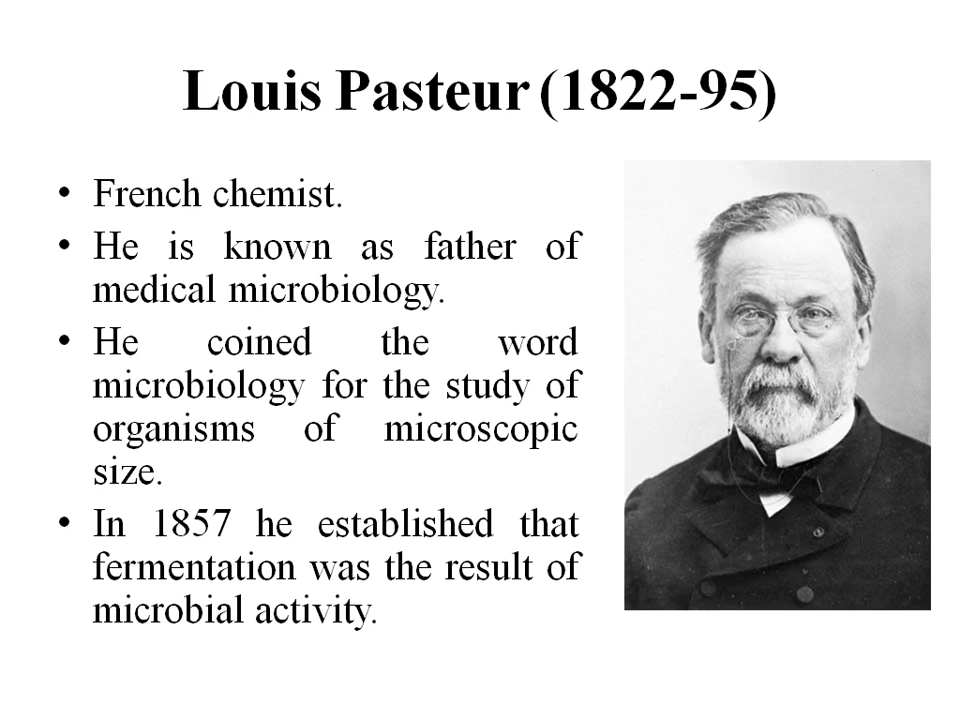 Louis Pasteur (1822-95)
• French chemist.
• He is known as father of
medical microbiology.
• He coined the word
microbiology for the study of
organisms of microscopic
size.
• In 1857 he established that
fermentation was the result of
microbial activity.